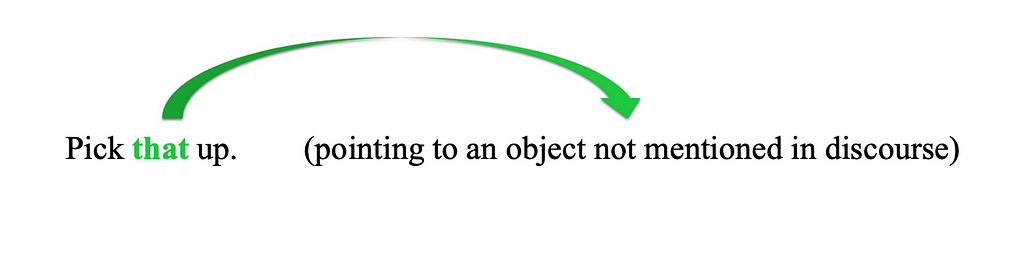 Pick that up. (pointing to an object not mentioned in discourse)